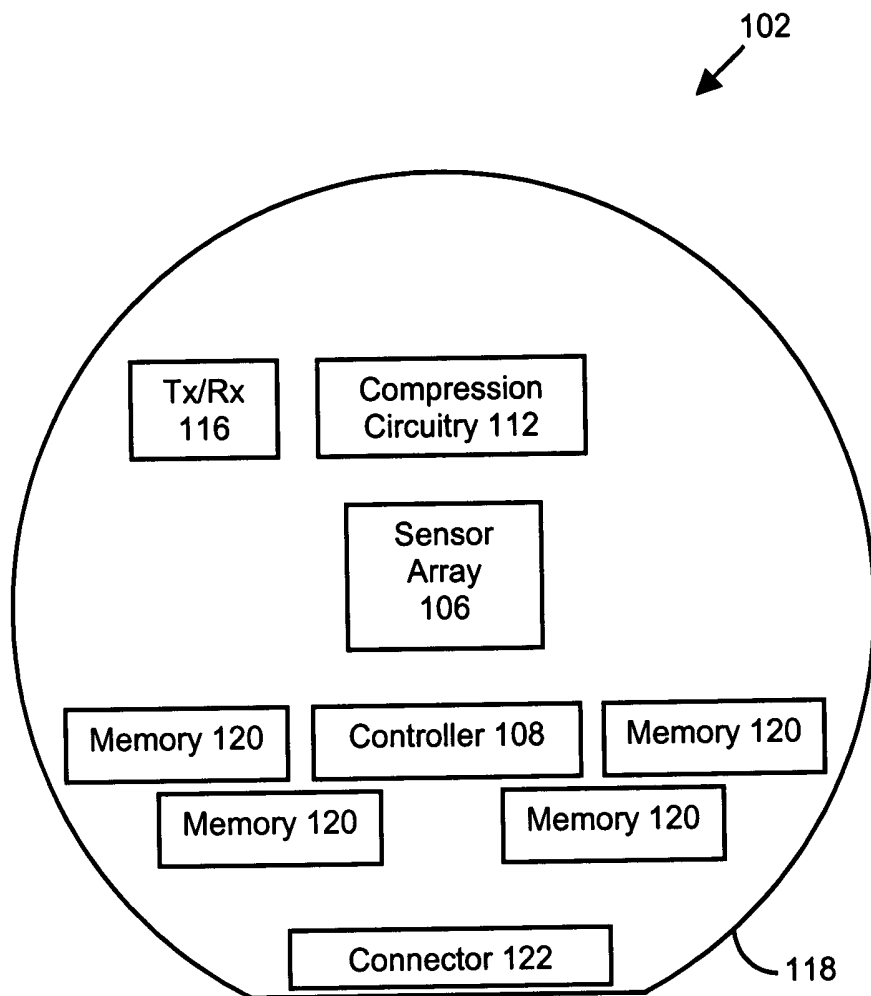 102
Tx/Rx
116
Compression
Circuitry 112
Sensor
Array
106
Memory 120
Controller 108
Memory 120
Memory 120
Memory 120
Connector 122
118